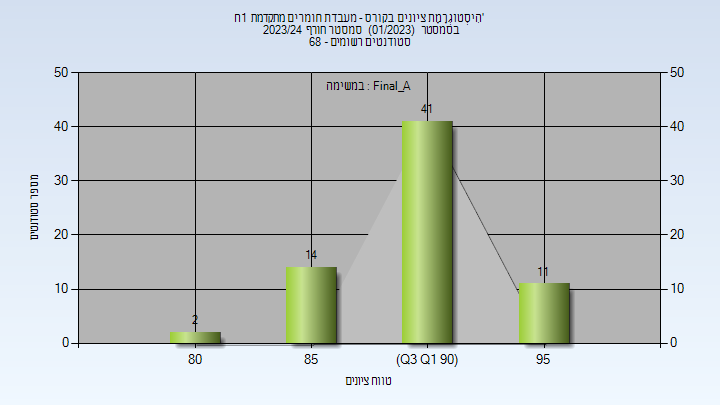 היסטוגרמת ציונים בקורס - מעבדת חומרים מתקדמת 1ח'
בסמסטר (01/2023) סמסטר חורף 2023/24
סטודנטים רשומים - 68
במשימה : Final_A
מספר סטודנטים
50
40
30
20
10
0
50
40
30
20
10
0
2
14
41
11
80
85
(Q3 Q1 90)
95
טווח ציונים